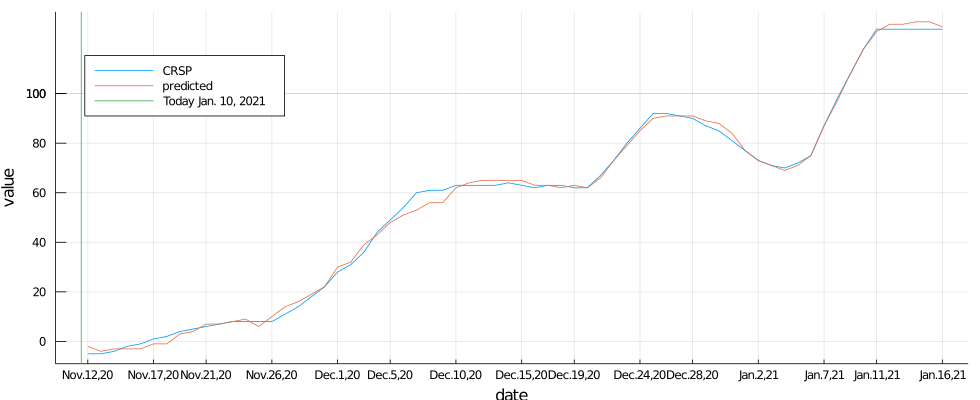 CRSP
predicted
Today Jan. 10, 2021
100
80
60
40
20
0
value
Nov.12,20 Nov.17,20 Nov.21,20 Nov.26,20 Dec.1,20 Dec.5,20 Dec.10,20 Dec.15,20 Dec.19,20 Dec.24,20 Dec.28,20 Jan.2,21 Jan.7,21 Jan.11,21 Jan.16,21
date